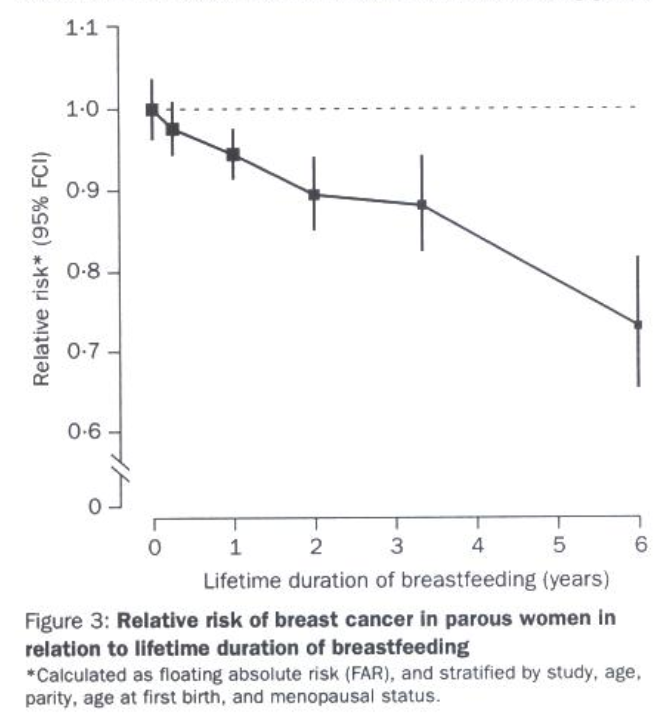 1·1
1·0
0·9
0·8
0·7
0·6
0
Relative risk* (95% FCI)
0 1 2 3 4 5 6
Lifetime duration of breastfeeding (years)
Figure 3: Relative risk of breast cancer in parous women in
relation to lifetime duration of breastfeeding
*Calculated as floating absolute risk (FAR), and stratified by study, age,
parity, age at first birth, and menopausal status.